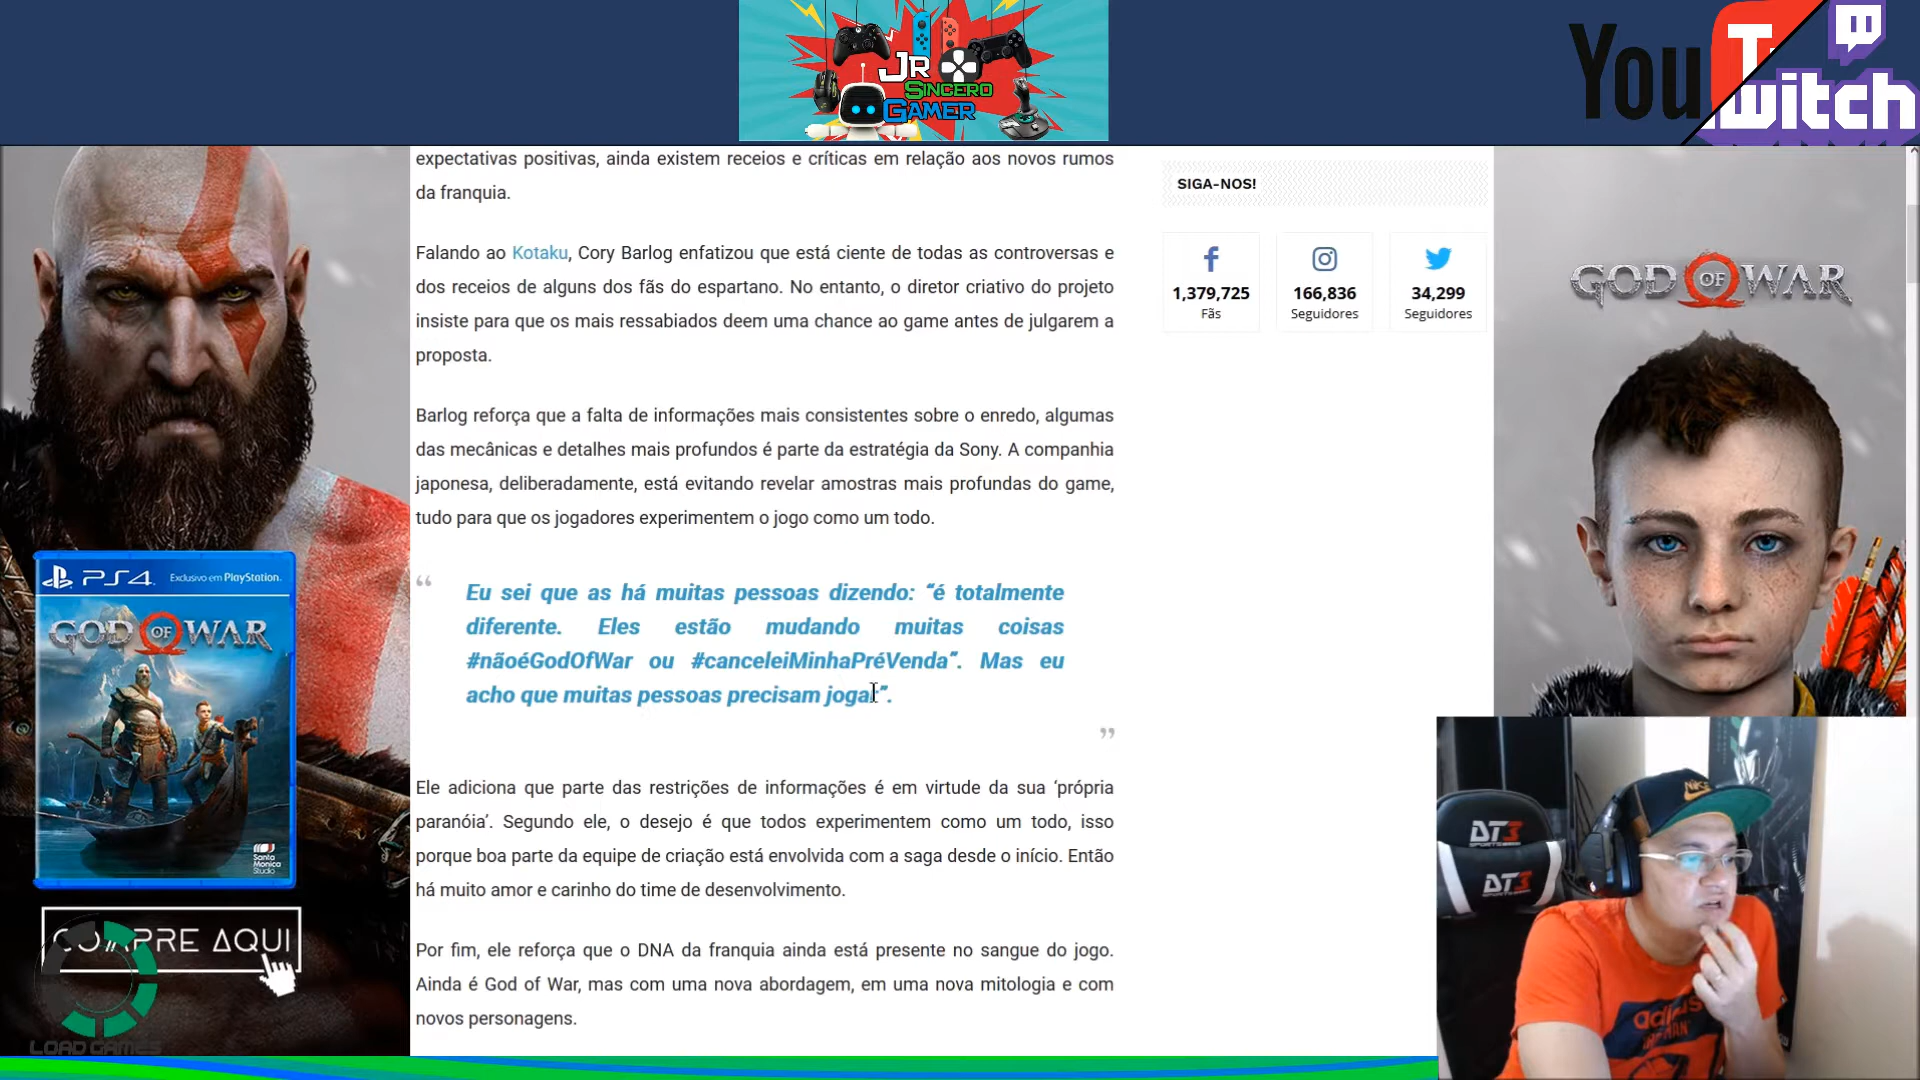 JR
SINCERO
GAMER
You
Twitch
expectativas positivas, ainda existem receios e críticas em relação aos novos rumos
da franquia.
Falando ao Kotaku, Cory Barlog enfatizou que está ciente de todas as controversas e
dos receios de alguns dos fãs do espartano. No entanto, o diretor criativo do projeto
insiste para que os mais ressabiados deem uma chance ao game antes de julgarem a
proposta.
Barlog reforça que a falta de informações mais consistentes sobre o enredo, algumas
das mecânicas e detalhes mais profundos é parte da estratégia da Sony. A companhia
japonesa, deliberadamente, está evitando revelar amostras mais profundas do game,
tudo para que os jogadores experimentem o jogo como um todo.
“
Eu sei que as há muitas pessoas dizendo: “é totalmente
diferente. Eles estão mudando muitas coisas
#nãoéGodOfWar ou #canceleiMinhaPréVenda”. Mas eu
acho que muitas pessoas precisam jogar”.
”
Ele adiciona que parte das restrições de informações é em virtude da sua ‘própria
paranóia’. Segundo ele, o desejo é que todos experimentem como um todo, isso
porque boa parte da equipe de criação está envolvida com a saga desde o início. Então
há muito amor e carinho do time de desenvolvimento.
Por fim, ele reforça que o DNA da franquia ainda está presente no sangue do jogo.
Ainda é God of War, mas com uma nova abordagem, em uma nova mitologia e com
novos personagens.
SIGA-NOS!
1,379,725
Fãs
166,836
Seguidores
34,299
Seguidores
GOD OF WAR
PS4 Exclusivo em PlayStation.
GOD OF WAR
Santa
Monica
Studio
COMPRE AQUI
LOAD GAMES
DT3
SPORTS
DT3
adidas